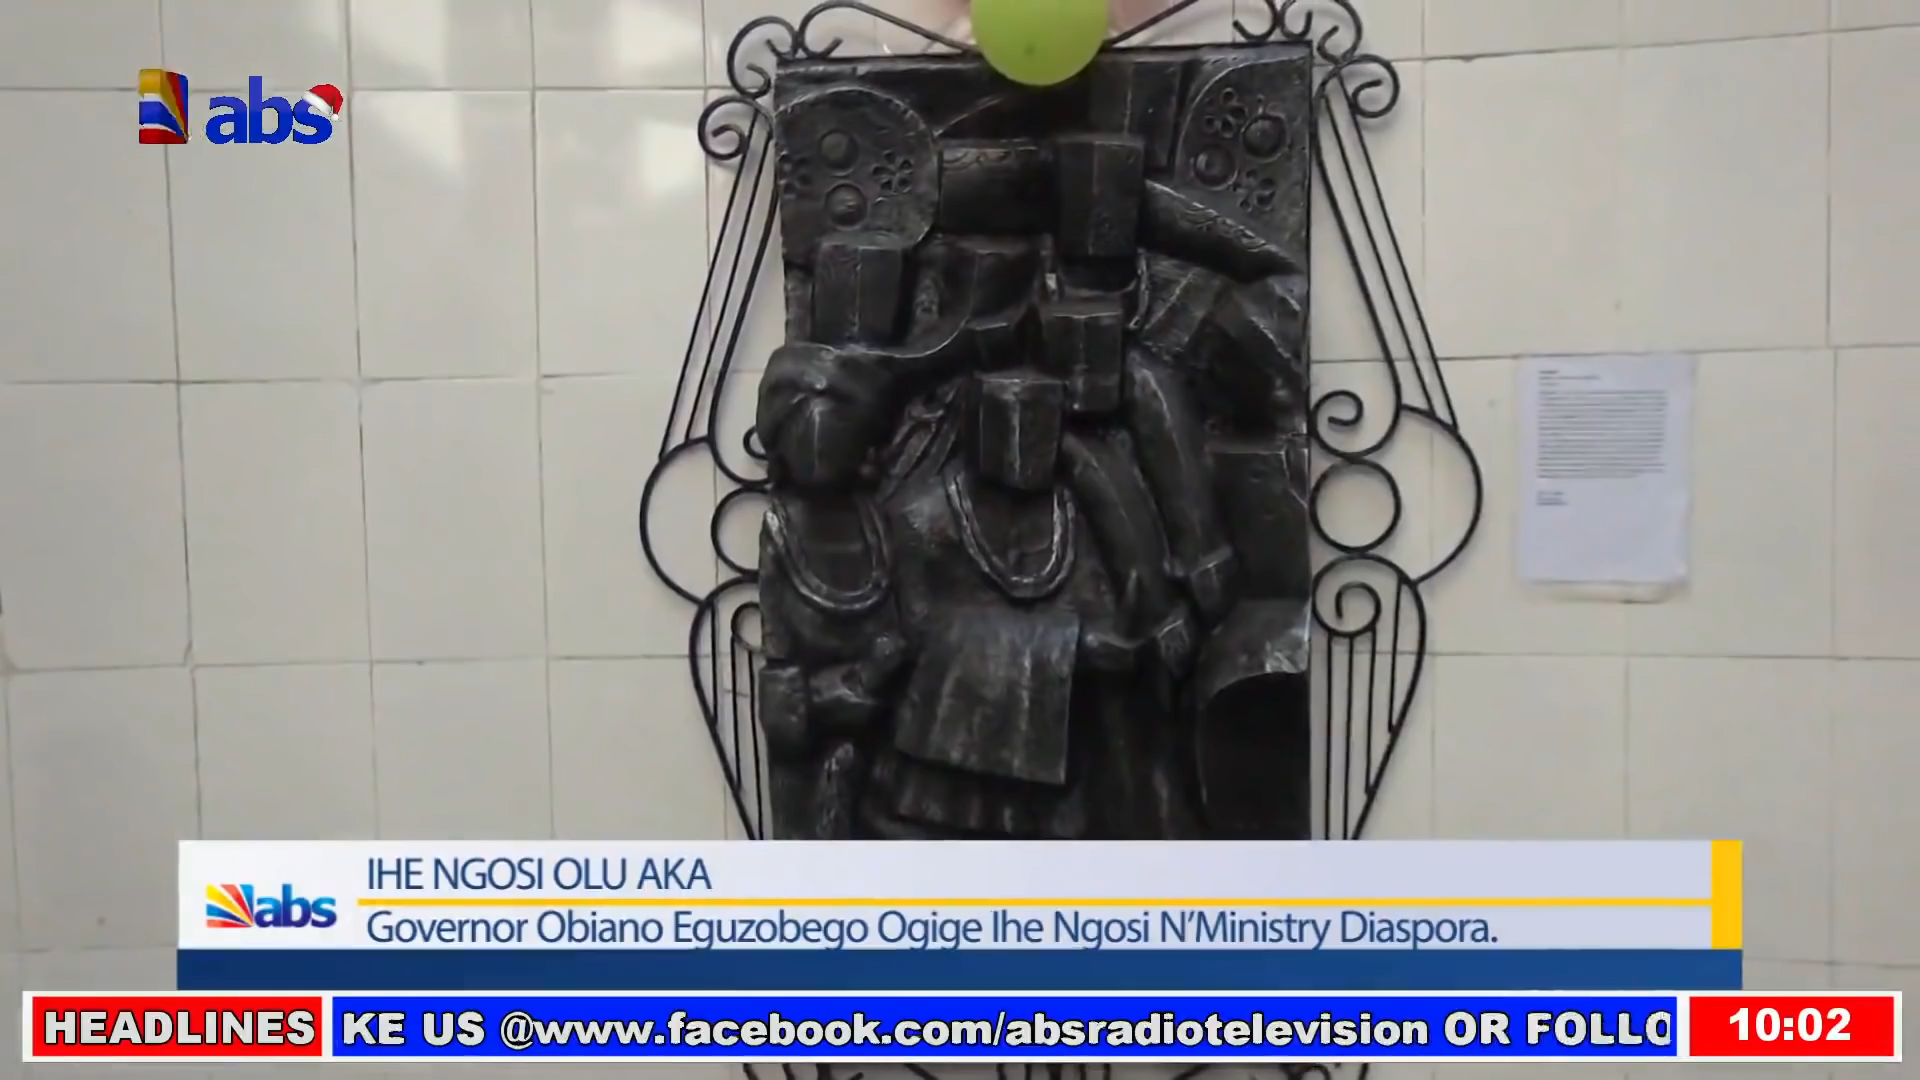 abs
IHE NGOSI OLU AKA
abs
Governor Obiano Eguzobego Ogige Ihe Ngosi N'Ministry Diaspora.
HEADLINES
KE US @www.facebook.com/absradiotelevision OR FOLLO
10:02